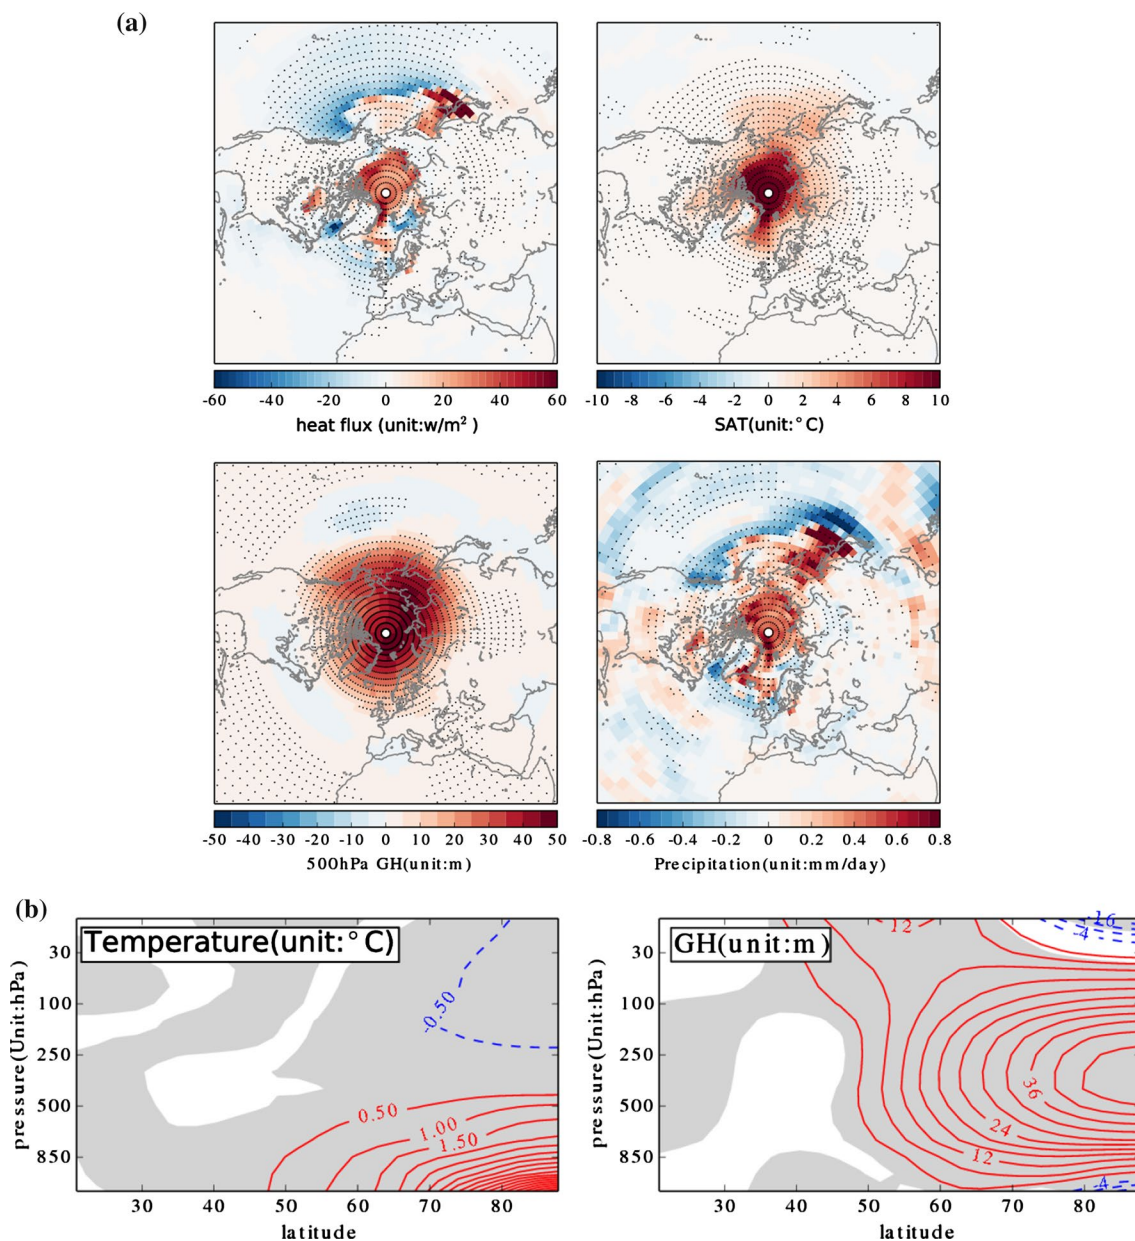 (a)
-60 -40 -20 0 20 40 60
heat flux (unit:w/m²)
-10 -8 -6 -4 -2 0 2 4 6 8 10
SAT(unit:°C)
-50 -40 -30 -20 -10 0 10 20 30 40 50
500hPa GH(unit:m)
-0.8 -0.6 -0.4 -0.2 0 0.2 0.4 0.6 0.8
Precipitation(unit:mm/day)
(b)
Temperature(unit:°C)
pressure(Unit:hPa)
30
100
250
500
850
-0.50
0.50
1.00
1.50
30 40 50 60 70 80
latitude
GH(unit:m)
pressure(Unit:hPa)
30
100
250
500
850
12
-16
-4
36
24
12
-4
30 40 50 60 70 80
latitude